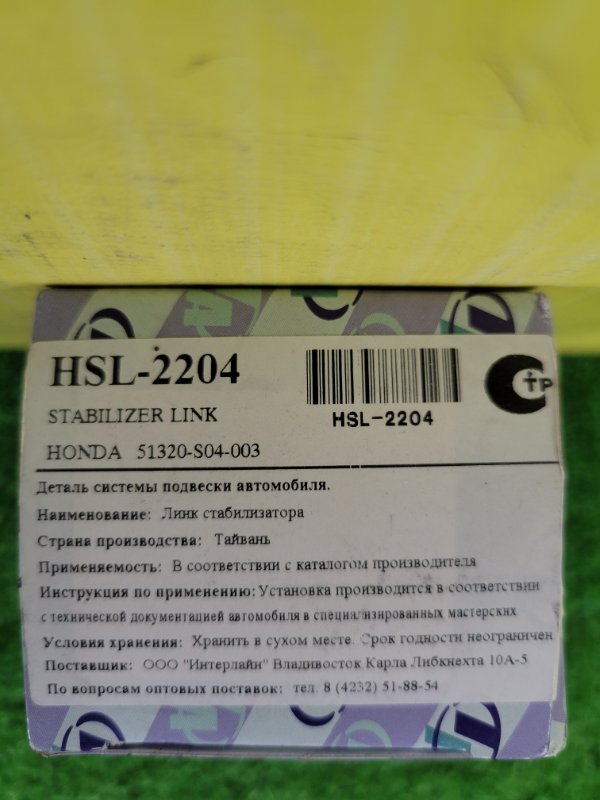 HSL-2204
HSL-2204
СТР
STABILIZER LINK
HONDA 51320-S04-003
Деталь системы подвески автомобиля.
Наименование: Линк стабилизатора
Страна производства: Тайвань
Применяемость: В соответствии с каталогом производителя
Инструкция по применению: Установка производится в соответствии
с технической документацией автомобиля в специализированных мастерских
Условия хранения: Хранить в сухом месте. Срок годности неограничен
Поставщик: ООО "Интерлайн" Владивосток Карла Либкнехта 10А-5
По вопросам оптовых поставок: тел. 8 (4232) 51-88-54